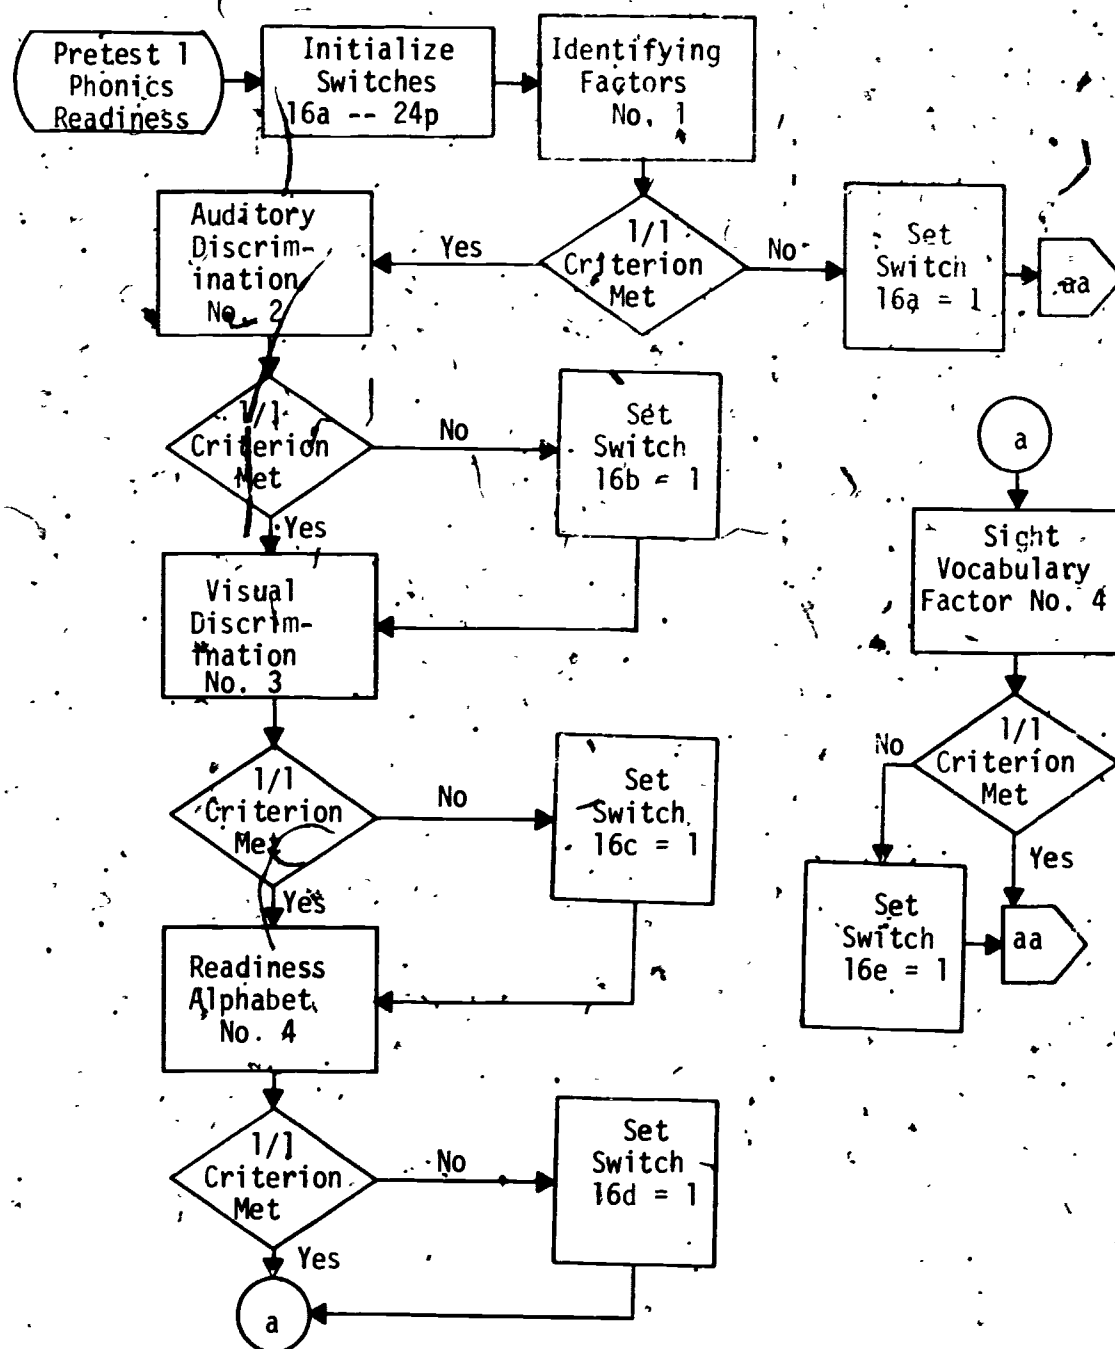 Pretest 1
Phonics
Readiness
Initialize
Switches
16a -- 24p
Identifying
Factors
No. 1
1/1
Criterion
Met
Yes
No
Set
Switch
16a = 1
aa
Auditory
Discrim-
ination
No. 2
1/1
Criterion
Met
No
Yes
Set
Switch
16b = 1
Visual
Discrim-
ination
No. 3
1/1
Criterion
Met
No
Yes
Set
Switch
16c = 1
Readiness
Alphabet
No. 4
1/1
Criterion
Met
No
Yes
Set
Switch
16d = 1
a
a
Sight
Vocabulary
Factor No. 4
1/1
Criterion
Met
No
Yes
Set
Switch
16e = 1
aa